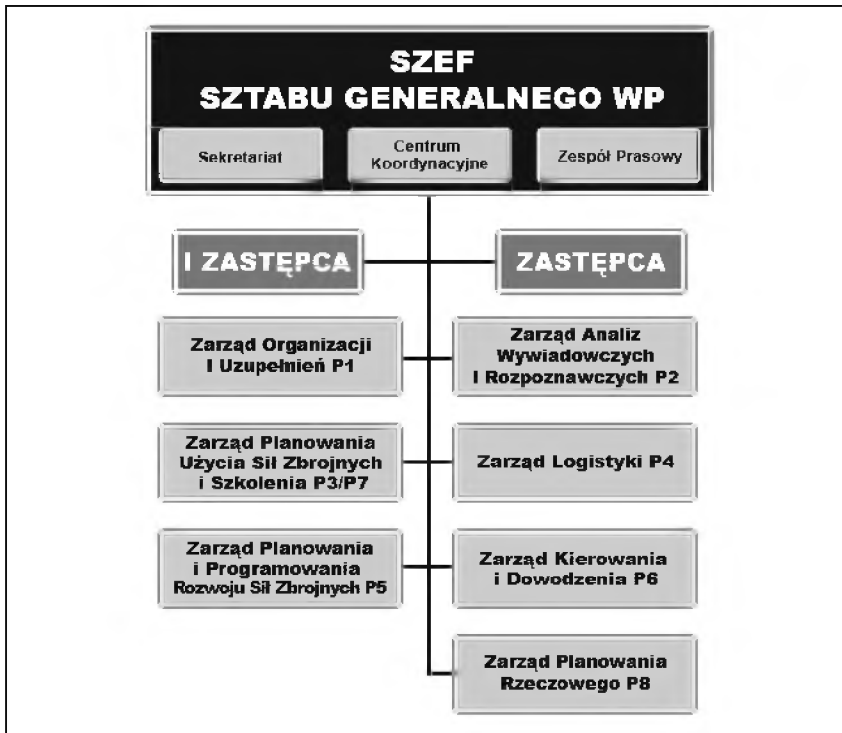 SZEF
SZTABU GENERALNEGO WP
Sekretariat
Centrum
Koordynacyjne
Zespół Prasowy
I ZASTĘPCA
ZASTĘPCA
Zarząd Organizacji
I Uzupełnień P1
Zarząd Analiz
Wywiadowczych
I Rozpoznawczych P2
Zarząd Planowania
Użycia Sił Zbrojnych
i Szkolenia P3/P7
Zarząd Logistyki P4
Zarząd Planowania
i Programowania
Rozwoju Sił Zbrojnych P5
Zarząd Kierowania
i Dowodzenia P6
Zarząd Planowania
Rzeczowego P8